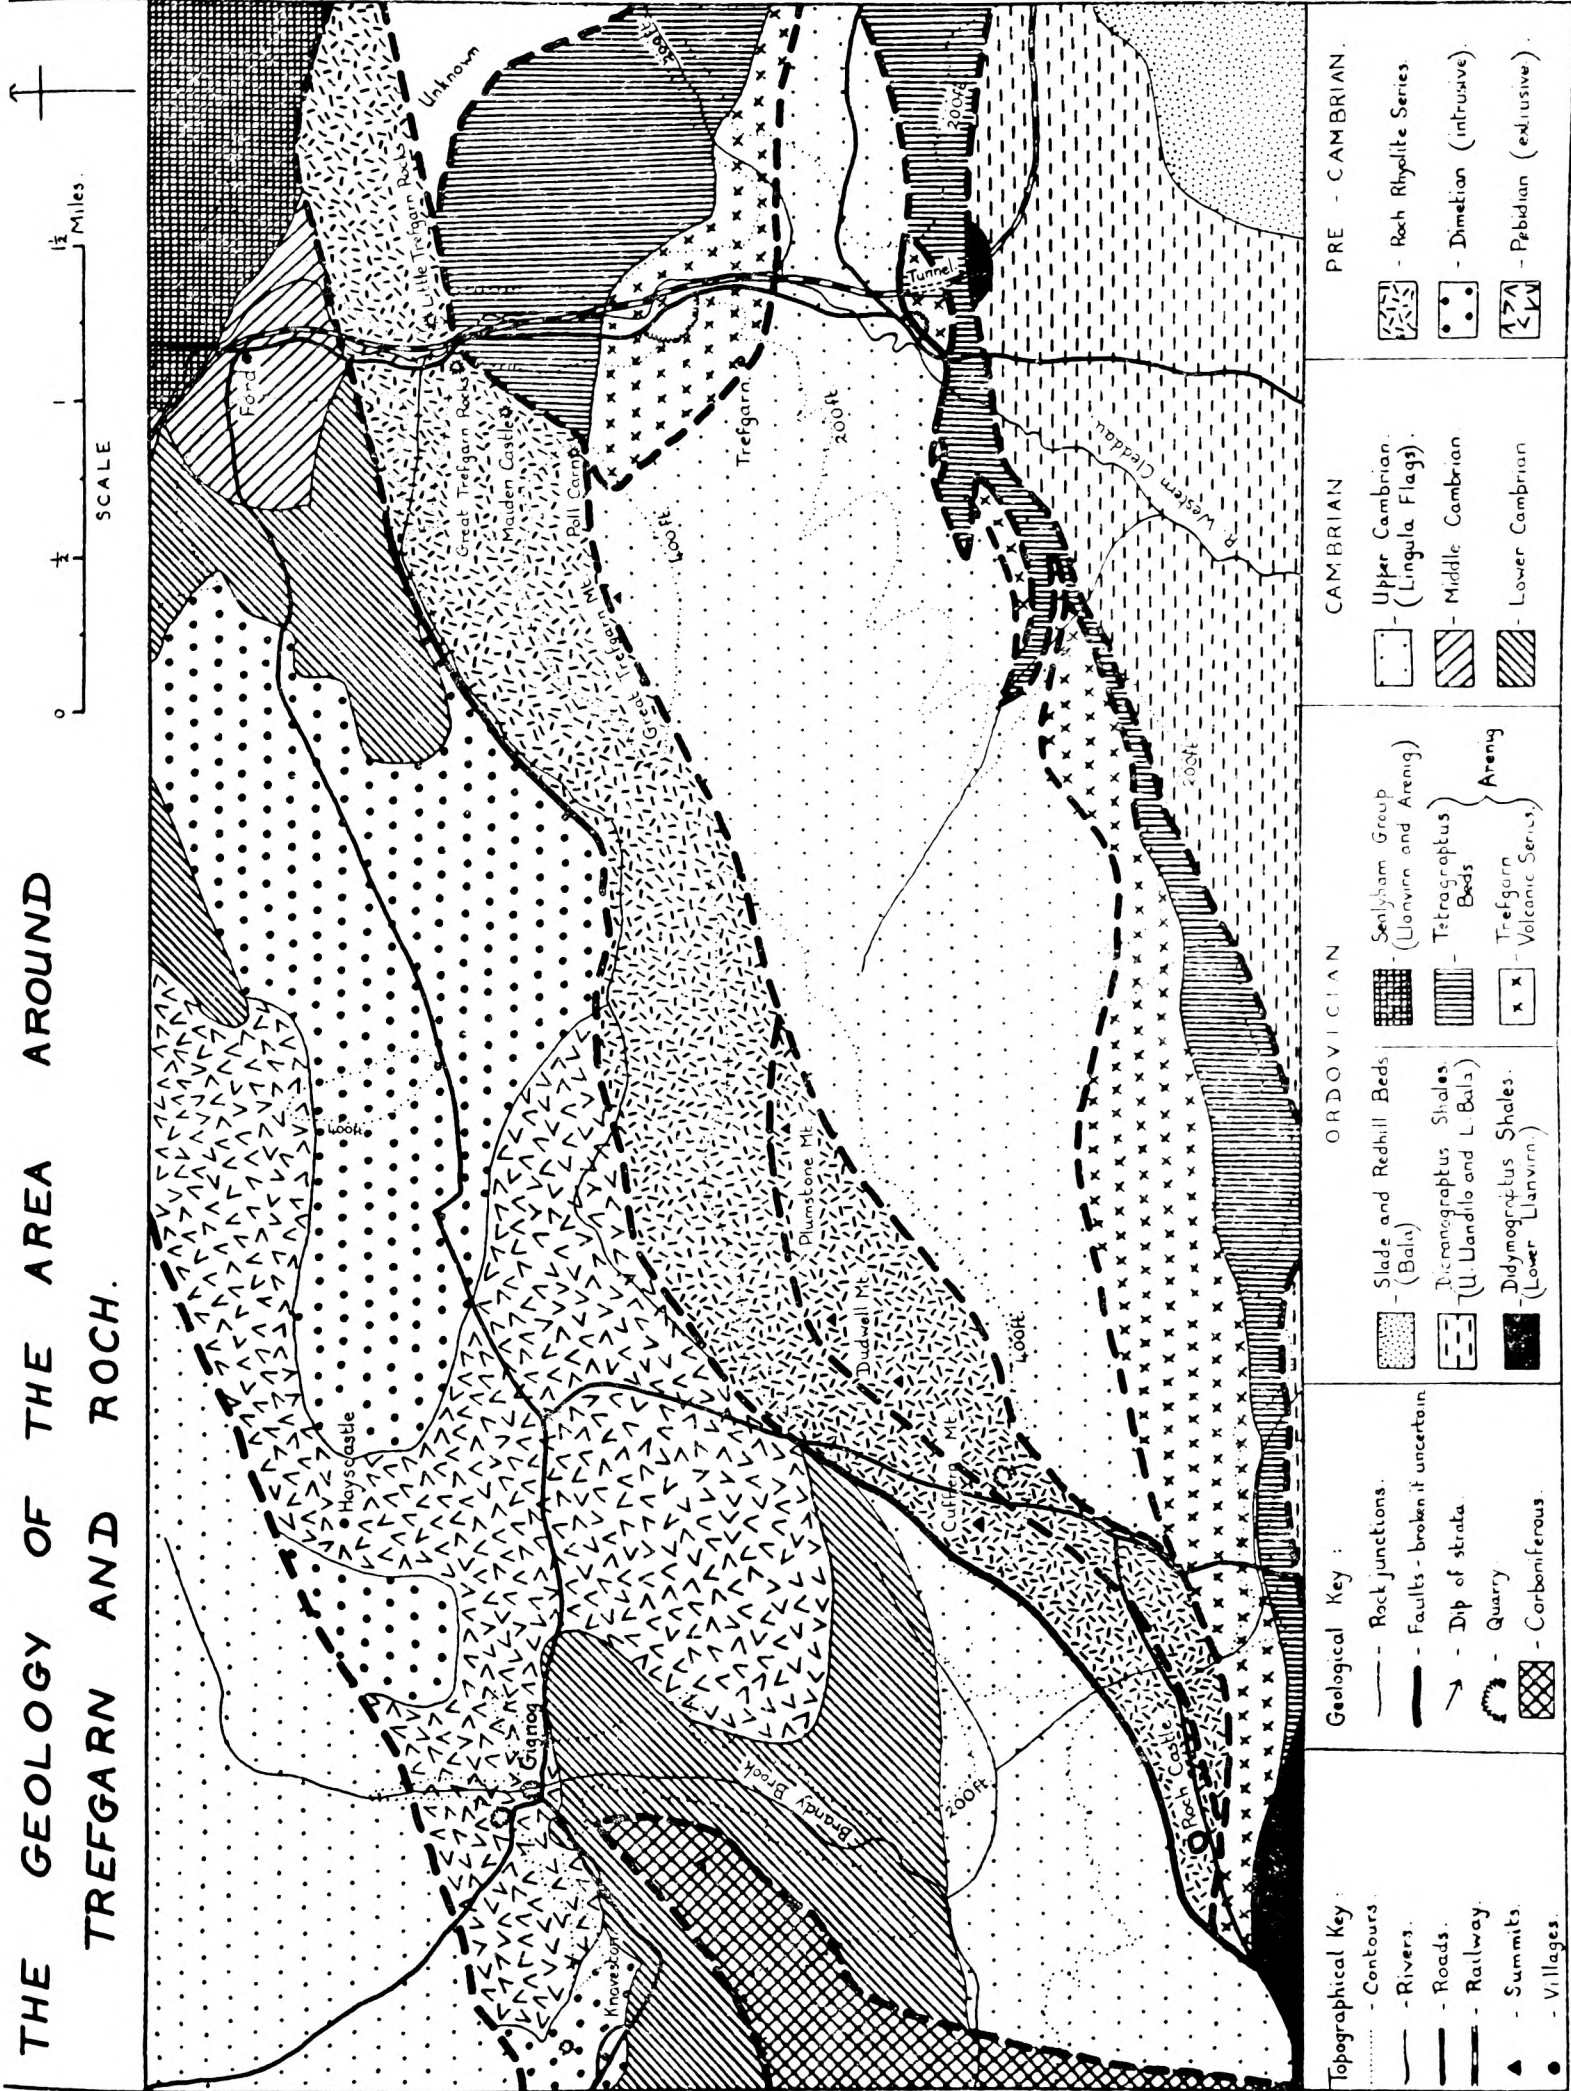 THE GEOLOGY OF THE AREA AROUND
TREFGARN AND ROCH.
SCALE
0 ½ 1 1½ Miles.
Unknown
300ft
Ford
Little Trefgarn Rocks
Great Trefgarn Rocks
Maiden Castle
Poll Carn
Great Trefgarn Mt.
Trefgarn
Tunnel
200ft
200ft
400ft
R. Western Cleddau
200ft
400ft
Hayscastle
Plumstone Mt.
Dudwell Mt.
Cuffern Mt.
400ft
Gignog
Brandy Brook
200ft
Roch Castle
Knaveston
Topographical Key:
- Contours
- Rivers.
- Roads.
- Railway.
- Summits.
- Villages.
Geological Key:
- Rock junctions.
- Faults - broken if uncertain
- Dip of strata.
- Quarry.
- Carboniferous.
ORDOVICIAN
- Slade and Redhill Beds
(Bala)
- Dicranograptus Shales.
(U. Llandilo and L. Bala)
- Didymograptus Shales.
(Lower Llanvirn.)
- Sealyham Group
(Llanvirn and Arenig)
- Tetragraptus
Beds.
- Trefgarn
Volcanic Series.
Arenig
CAMBRIAN
- Upper Cambrian.
(Lingula Flags).
- Middle Cambrian
- Lower Cambrian
PRE - CAMBRIAN.
- Roch Rhyolite Series.
- Dimetian (intrusive)
- Pebidian (extrusive).